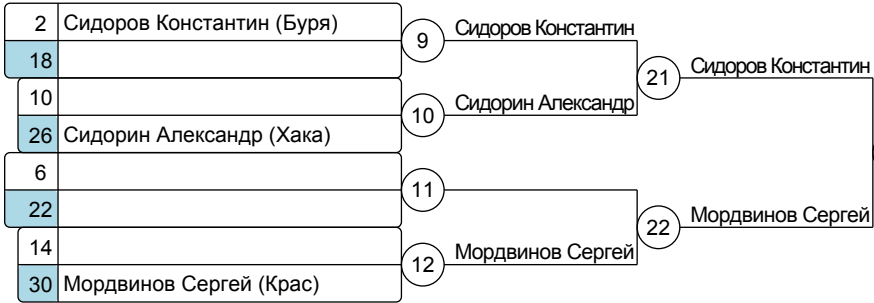 2 Сидоров Константин (Буря)
18
9 Сидоров Константин
10
26 Сидорин Александр (Хака)
10 Сидорин Александр
21 Сидоров Константин
6
22
11
14
30 Мордвинов Сергей (Крас)
12 Мордвинов Сергей
22 Мордвинов Сергей